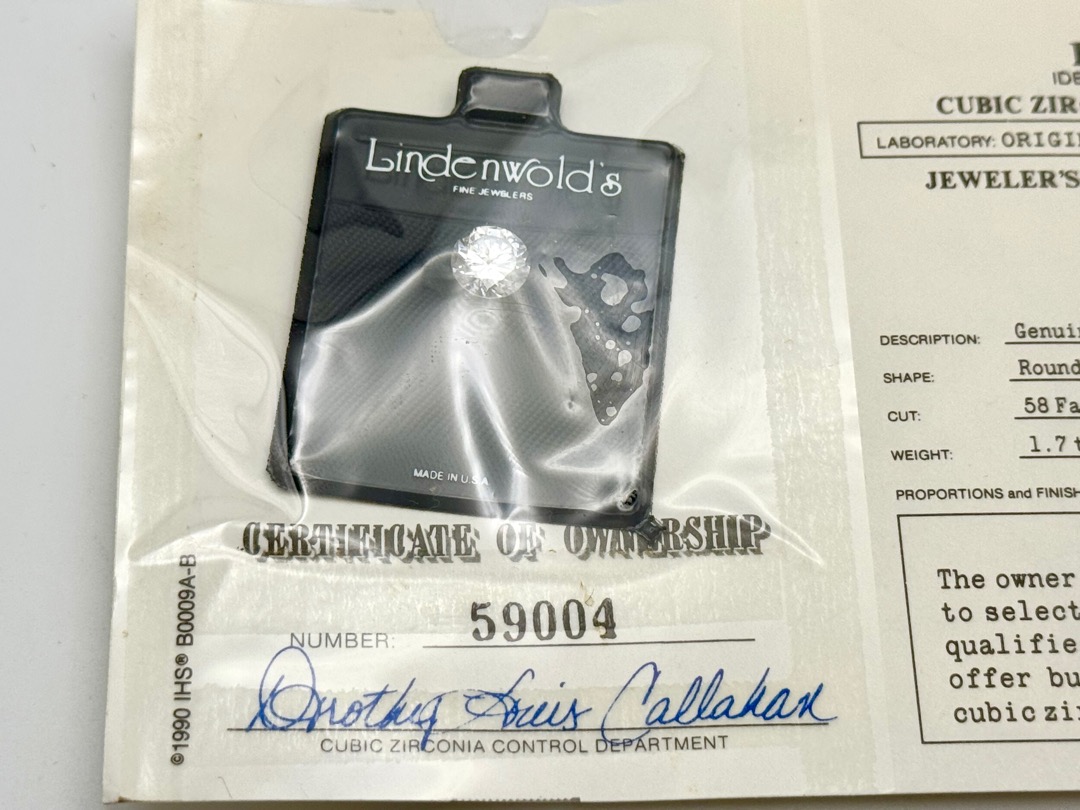 Lindenwold's
FINE JEWELERS
MADE IN U.S.A.
CERTIFICATE OF OWNERSHIP
NUMBER: 59004
Dorothy Louis Callahan
CUBIC ZIRCONIA CONTROL DEPARTMENT
©1990 IHS® B0009A-B
IDE
CUBIC ZIR
LABORATORY: ORIGI
JEWELER'S
DESCRIPTION: Genui
SHAPE: Round
CUT: 58 Fa
WEIGHT: 1.7 t
PROPORTIONS and FINISH
The owner
to select
qualifie
offer bu
cubic zi